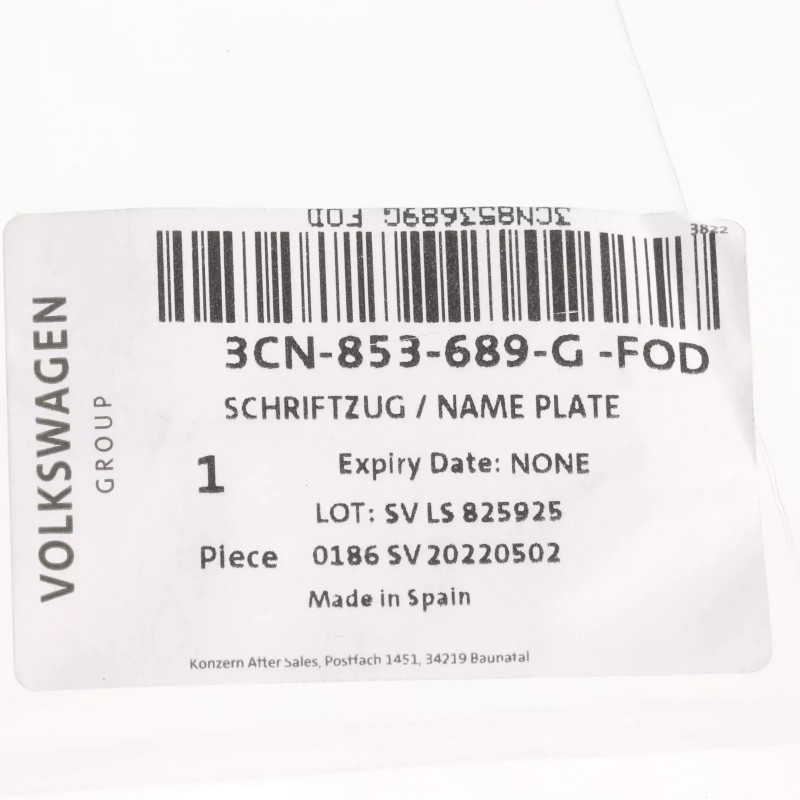 3CN853689G FOD
3822
3CN-853-689-G -FOD
SCHRIFTZUG / NAME PLATE
1
Expiry Date: NONE
LOT: SV LS 825925
Piece 0186 SV 20220502
Made in Spain
Konzern After Sales, Postfach 1451, 34219 Baunatal
VOLKSWAGEN
GROUP